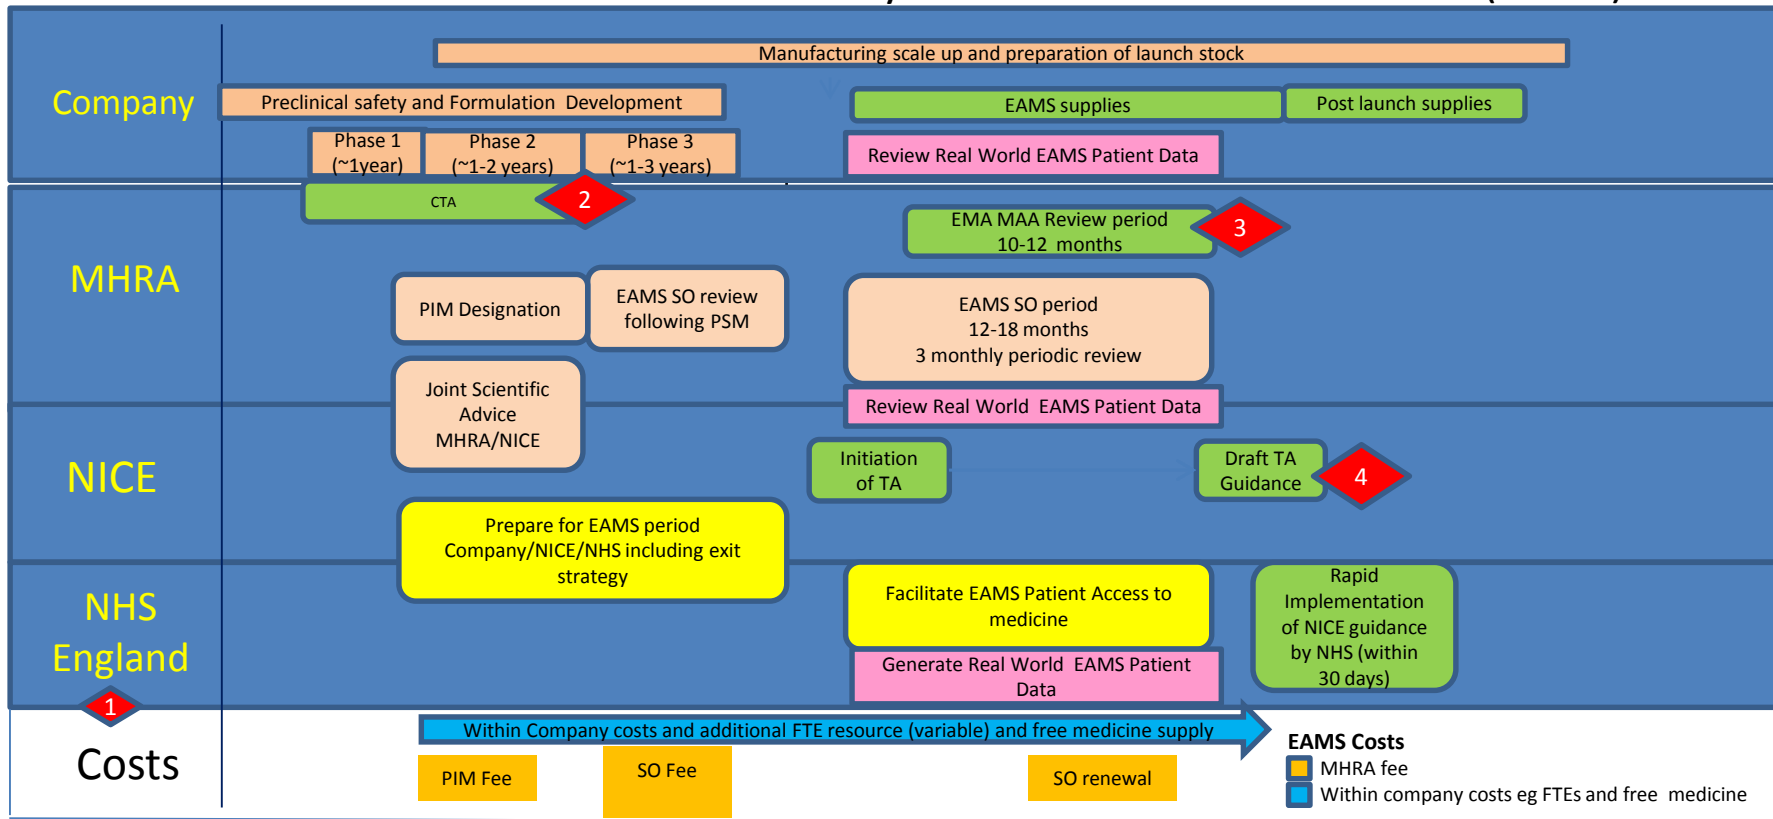 Manufacturing scale up and preparation of launch stock
Company
Preclinical safety and Formulation Development
EAMS supplies
Post launch supplies
Phase 1
(~1year)
Phase 2
(~1-2 years)
Phase 3
(~1-3 years)
Review Real World EAMS Patient Data
CTA
2
MHRA
EMA MAA Review period
10-12 months
3
PIM Designation
EAMS SO review
following PSM
EAMS SO period
12-18 months
3 monthly periodic review
Joint Scientific
Advice
MHRA/NICE
Review Real World EAMS Patient Data
NICE
Initiation
of TA
Draft TA
Guidance
4
Prepare for EAMS period
Company/NICE/NHS including exit
strategy
NHS
England
Facilitate EAMS Patient Access to
medicine
Rapid
Implementation
of NICE guidance
by NHS (within
30 days)
Generate Real World EAMS Patient
Data
1
Costs
Within Company costs and additional FTE resource (variable) and free medicine supply
PIM Fee
SO Fee
SO renewal
EAMS Costs
MHRA fee
Within company costs eg FTEs and free medicine